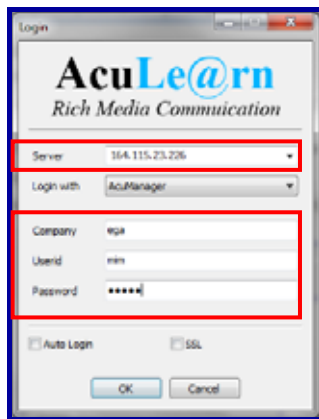 Login
AcuLe@rn
Rich Media Commuication
Server 164.115.23.226
Login with AcuManager
Company ega
Userid mim
Password •••••
Auto Login SSL
OK Cancel